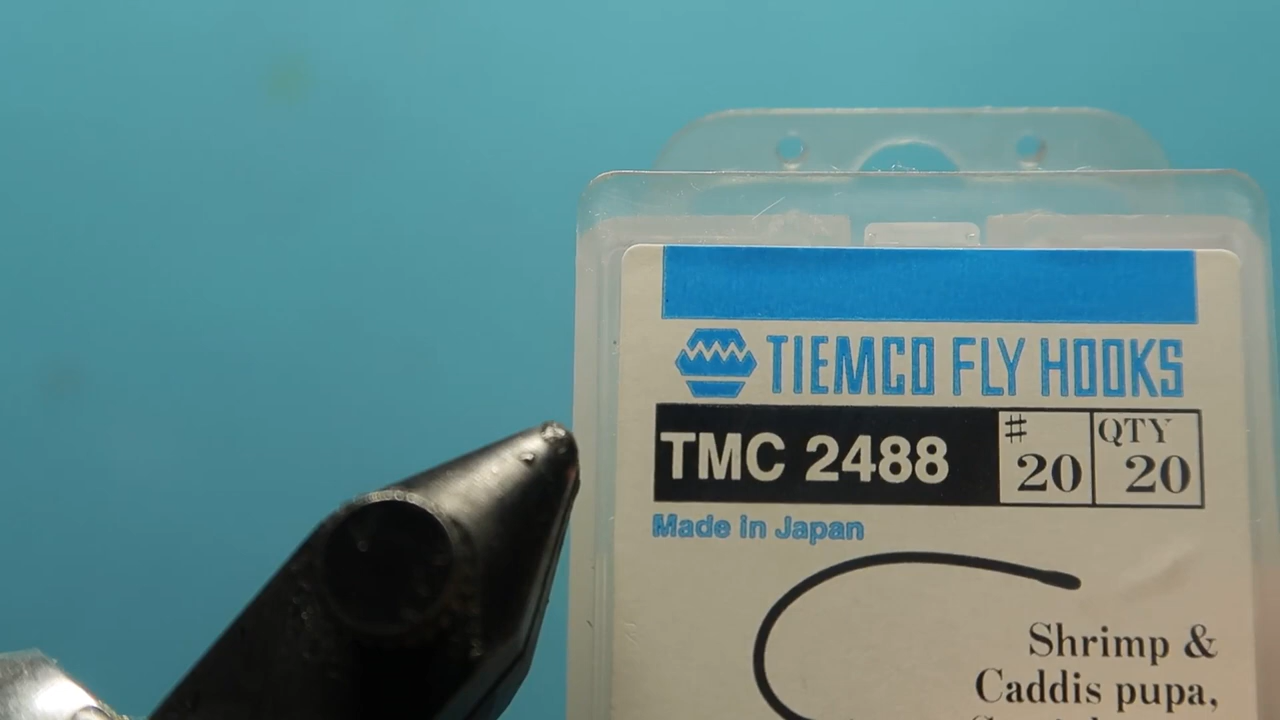 TIEMCO FLY HOOKS
TMC 2488
# 20
QTY 20
Made in Japan
Shrimp &
Caddis pupa,